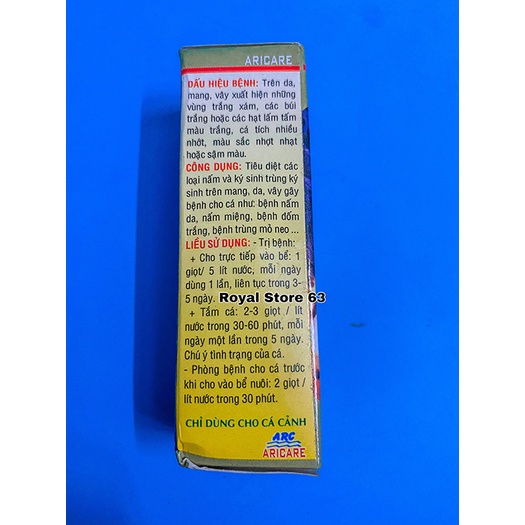 ARICARE
DẤU HIỆU BỆNH: Trên da,
mang, vây xuất hiện những
vùng trắng xám, các búi
trắng hoặc các hạt lấm tấm
màu trắng, cá tích nhiều
nhớt, màu sắc nhợt nhạt
hoặc sậm màu.
CÔNG DỤNG: Tiêu diệt các
loại nấm và ký sinh trùng ký
sinh trên mang, da, vây gây
bệnh cho cá như: bệnh nấm
da, nấm miệng, bệnh đốm
trắng, bệnh trùng mỏ neo ...
LIỀU SỬ DỤNG: - Trị bệnh:
+ Cho trực tiếp vào bể: 1
giọt/ 5 lít nước, mỗi ngày
dùng 1 lần, liên tục trong 3-
5 ngày. Royal Store 63
+ Tắm cá: 2-3 giọt / lít
nước trong 30-60 phút, mỗi
ngày một lần trong 5 ngày.
Chú ý tình trạng của cá.
- Phòng bệnh cho cá trước
khi cho vào bể nuôi: 2 giọt /
lít nước trong 30 phút.
CHỈ DÙNG CHO CÁ CẢNH
ARC
ARICARE